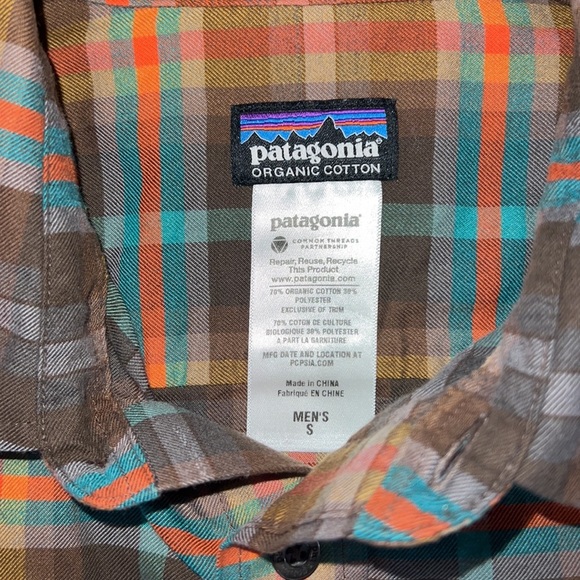 patagonia®
ORGANIC COTTON
patagonia®
COMMON THREADS
PARTNERSHIP
Repair, Reuse, Recycle
This Product
www.patagonia.com
70% ORGANIC COTTON 30%
POLYESTER
EXCLUSIVE OF TRIM
70% COTON DE CULTURE
BIOLOGIQUE 30% POLYESTER
A PART LA GARNITURE
MFG DATE AND LOCATION AT
PCPSIA.COM
Made in CHINA
Fabriqué EN CHINE
MEN'S
S